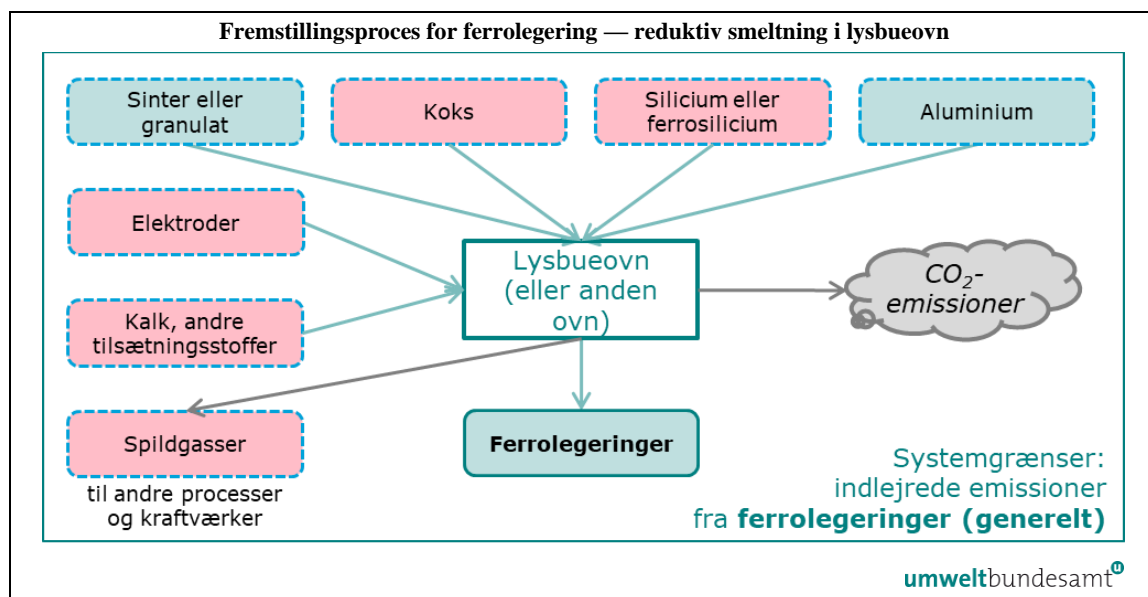 Fremstillingsproces for ferrolegering — reduktiv smeltning i lysbueovn
Sinter eller
granulat
Koks
Silicium eller
ferrosilicium
Aluminium
Elektroder
Lysbueovn
(eller anden
ovn)
CO₂-
emissioner
Kalk, andre
tilsætningsstoffer
Spildgasser
til andre processer
og kraftværker
Ferrolegeringer
Systemgrænser:
indlejrede emissioner
fra ferrolegeringer (generelt)
umweltbundesamt